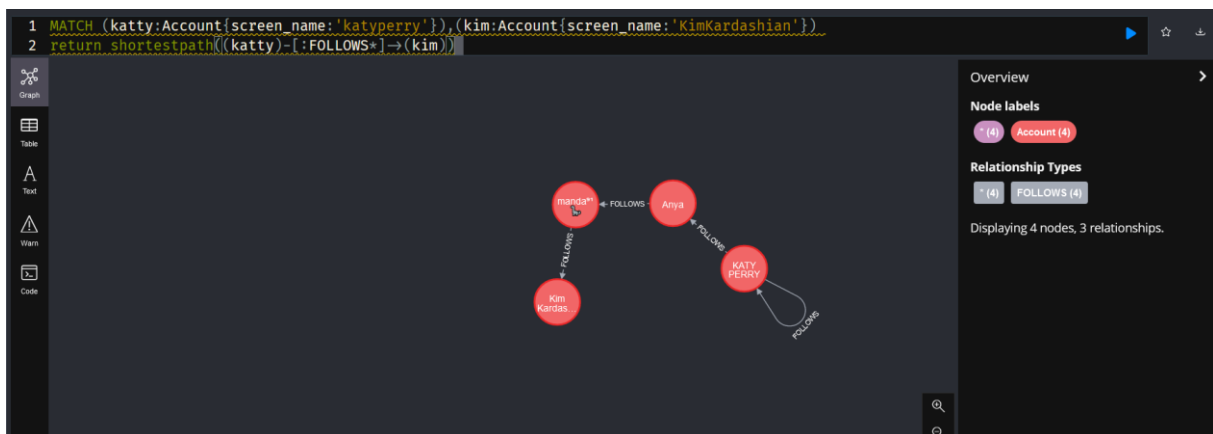 1 MATCH (katty:Account{screen_name:'katyperry'}),(kim:Account{screen_name:'KimKardashian'})
2 return shortestpath((katty)-[:FOLLOWS*]→(kim))
Graph
Table
A
Text
Warn
Code
manda
FOLLOWS
Anya
FOLLOWS
FOLLOWS
KATY
PERRY
Kim
Kardas...
FOLLOWS
Overview
Node labels
* (4) Account (4)
Relationship Types
* (4) FOLLOWS (4)
Displaying 4 nodes, 3 relationships.